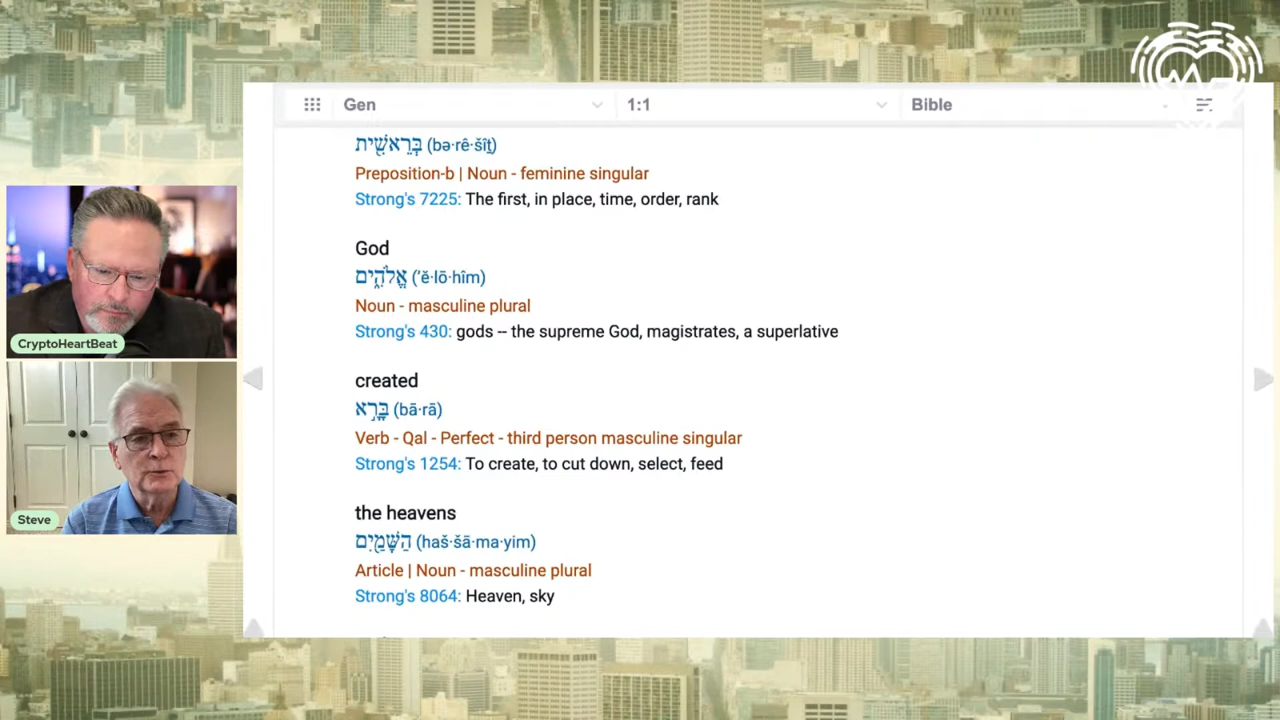 Gen
1:1
Bible
בְּרֵאשִׁ֖ית (bə·rê·šîṯ)
Preposition-b | Noun - feminine singular
Strong's 7225: The first, in place, time, order, rank
God
אֱלֹהִ֑ים (’ĕ·lō·hîm)
Noun - masculine plural
Strong's 430: gods -- the supreme God, magistrates, a superlative
created
בָּרָ֣א (bā·rā)
Verb - Qal - Perfect - third person masculine singular
Strong's 1254: To create, to cut down, select, feed
the heavens
הַשָּׁמַ֖יִם (haš·šā·ma·yim)
Article | Noun - masculine plural
Strong's 8064: Heaven, sky
CryptoHeartBeat
Steve